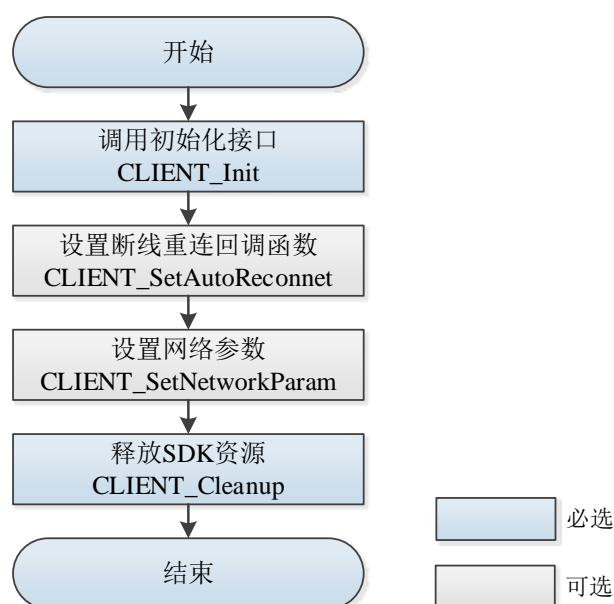 开始
调用初始化接口
CLIENT_Init
设置断线重连回调函数
CLIENT_SetAutoReconnet
设置网络参数
CLIENT_SetNetworkParam
释放SDK资源
CLIENT_Cleanup
结束
必选
可选